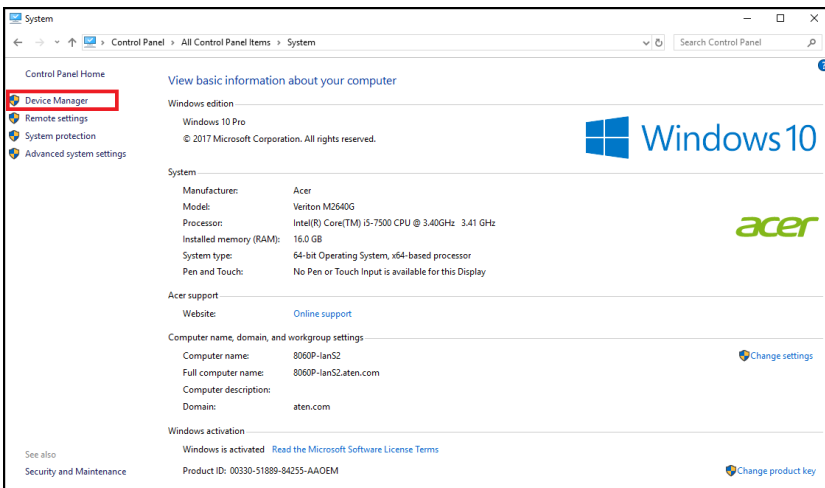 System
Control Panel > All Control Panel Items > System
Search Control Panel
Control Panel Home
Device Manager
Remote settings
System protection
Advanced system settings
View basic information about your computer
Windows edition
Windows 10 Pro
© 2017 Microsoft Corporation. All rights reserved.
Windows 10
System
Manufacturer: Acer
Model: Veriton M2640G
Processor: Intel(R) Core(TM) i5-7500 CPU @ 3.40GHz 3.41 GHz
Installed memory (RAM): 16.0 GB
System type: 64-bit Operating System, x64-based processor
Pen and Touch: No Pen or Touch Input is available for this Display
acer
Acer support
Website: Online support
Computer name, domain, and workgroup settings
Computer name: 8060P-IanS2
Change settings
Full computer name: 8060P-IanS2.aten.com
Computer description:
Domain: aten.com
Windows activation
Windows is activated Read the Microsoft Software License Terms
Product ID: 00330-51889-84255-AAOEM
Change product key
See also
Security and Maintenance